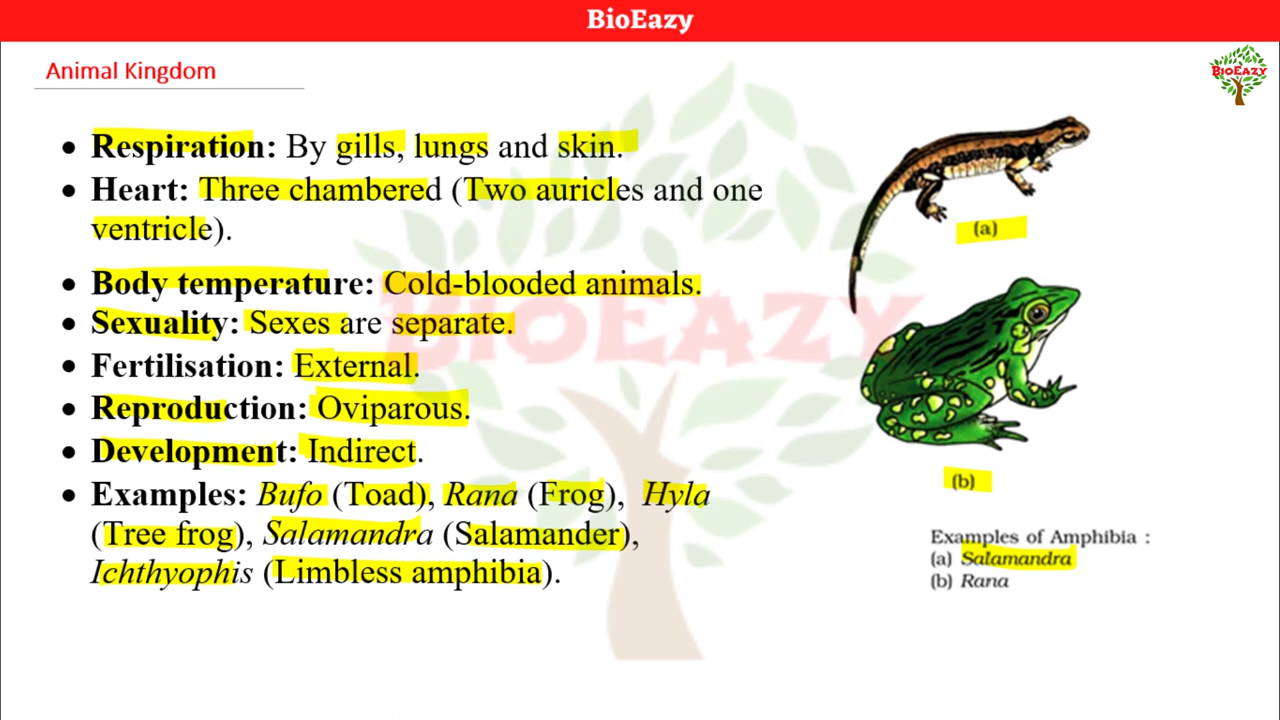 BioEazy
Animal Kingdom
BIOEAZY
• Respiration: By gills, lungs and skin.
• Heart: Three chambered (Two auricles and one
ventricle).
• Body temperature: Cold-blooded animals.
• Sexuality: Sexes are separate.
• Fertilisation: External.
• Reproduction: Oviparous.
• Development: Indirect.
• Examples: Bufo (Toad), Rana (Frog), Hyla
(Tree frog), Salamandra (Salamander),
Ichthyophis (Limbless amphibia).
BIOEAZY
(a)
(b)
Examples of Amphibia :
(a) Salamandra
(b) Rana